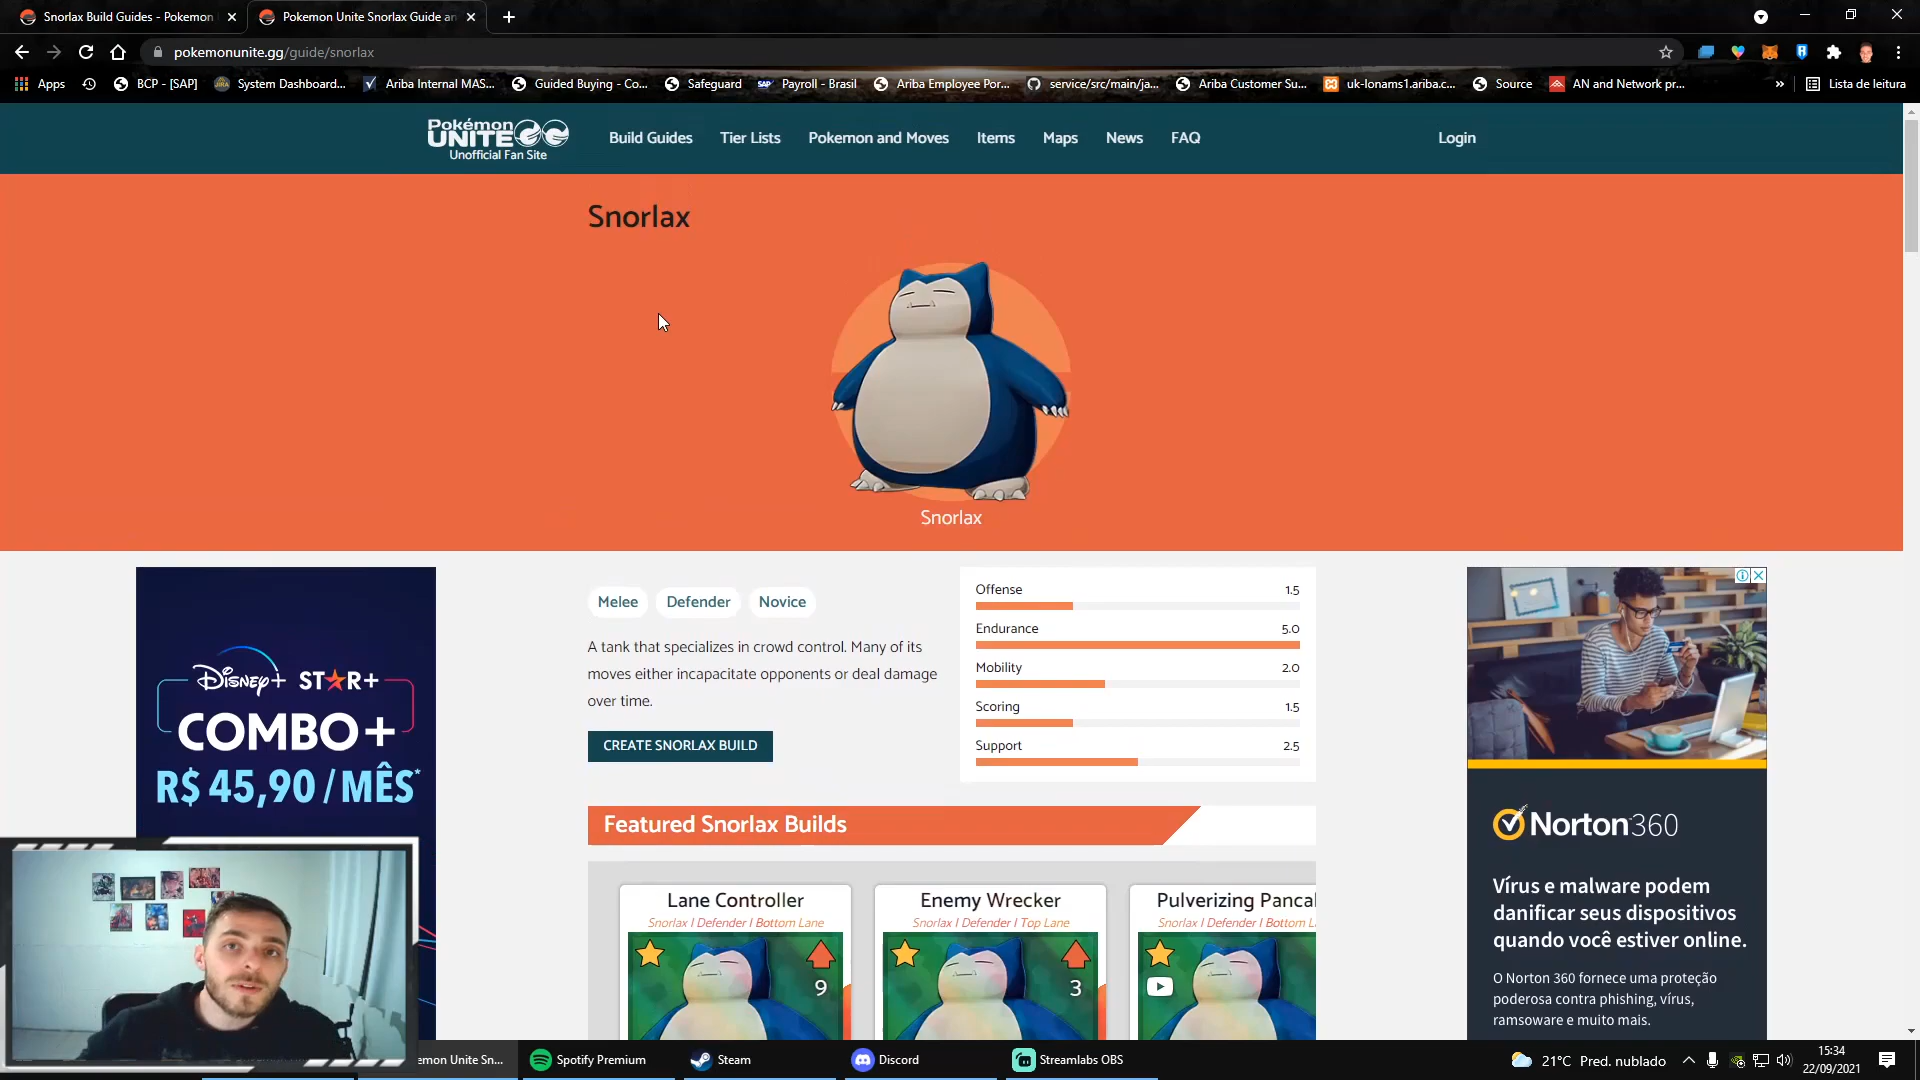 Snorlax Build Guides - Pokemon
Pokemon Unite Snorlax Guide an
pokemonunite.gg/guide/snorlax
Apps
BCP - [SAP]
System Dashboard...
Ariba Internal MAS...
Guided Buying - Co...
Safeguard
Payroll - Brasil
Ariba Employee Por...
service/src/main/ja...
Ariba Customer Su...
uk-lonams1.ariba.c...
Source
AN and Network pr...
»
Lista de leitura
Pokémon
UNITE
Unofficial Fan Site
Build Guides
Tier Lists
Pokemon and Moves
Items
Maps
News
FAQ
Login
Snorlax
Snorlax
Melee
Defender
Novice
A tank that specializes in crowd control. Many of its
moves either incapacitate opponents or deal damage
over time.
CREATE SNORLAX BUILD
Offense 1.5
Endurance 5.0
Mobility 2.0
Scoring 1.5
Support 2.5
Featured Snorlax Builds
Lane Controller
Snorlax | Defender | Bottom Lane
9
Enemy Wrecker
Snorlax | Defender | Top Lane
3
Pulverizing Pancal
Snorlax | Defender | Bottom L
Disney+ STAR+
COMBO+
R$ 45,90 / MÊS*
Norton360
Vírus e malware podem
danificar seus dispositivos
quando você estiver online.
O Norton 360 fornece uma proteção
poderosa contra phishing, vírus,
ramsoware e muito mais.
emon Unite Sn...
Spotify Premium
Steam
Discord
Streamlabs OBS
21°C Pred. nublado
15:34
22/09/2021